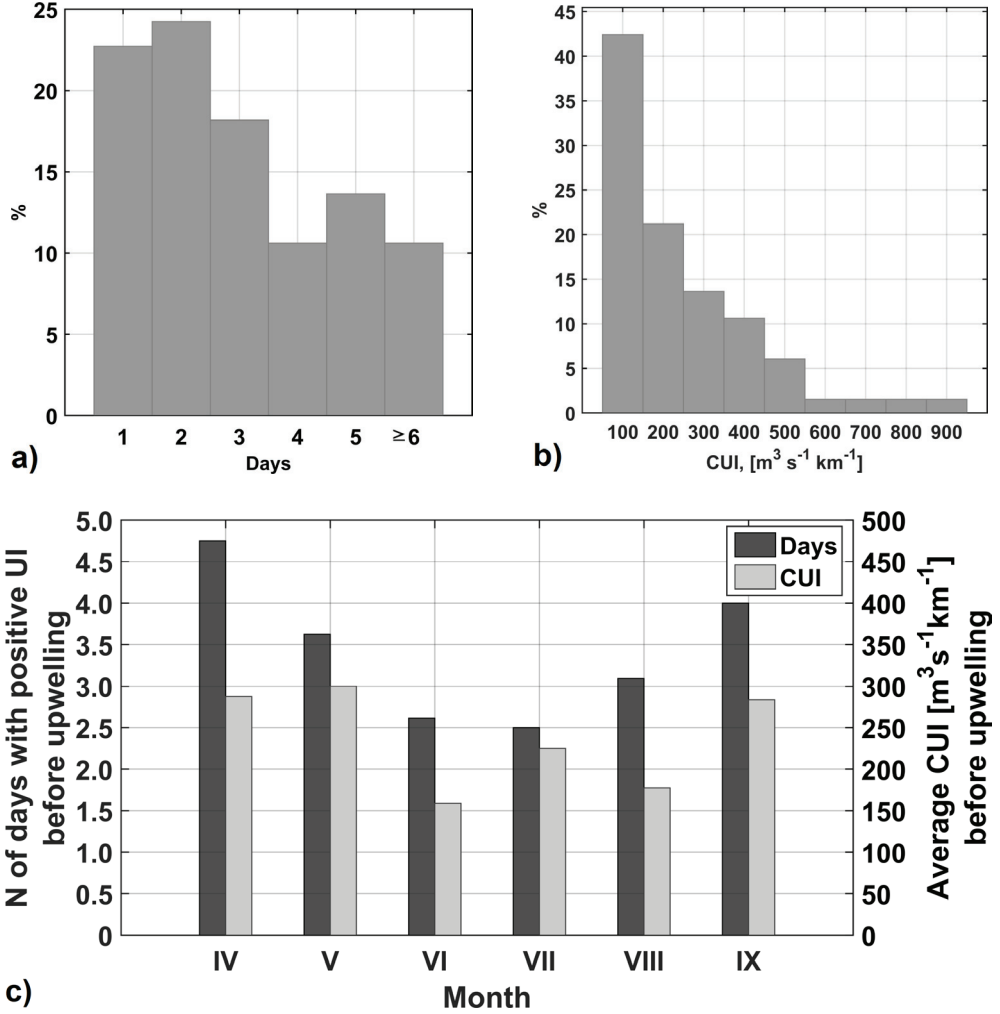 25
20
15
10
5
0
%
1 2 3 4 5 ≥6
Days
a)
45
40
35
30
25
20
15
10
5
0
%
100 200 300 400 500 600 700 800 900
CUI, [m³ s⁻¹ km⁻¹]
b)
5.0
4.5
4.0
3.5
3.0
2.5
2.0
1.5
1.0
0.5
0
N of days with positive UI
before upwelling
Days
CUI
500
450
400
350
300
250
200
150
100
50
0
Average CUI [m³s⁻¹km⁻¹]
before upwelling
IV V VI VII VIII IX
Month
c)